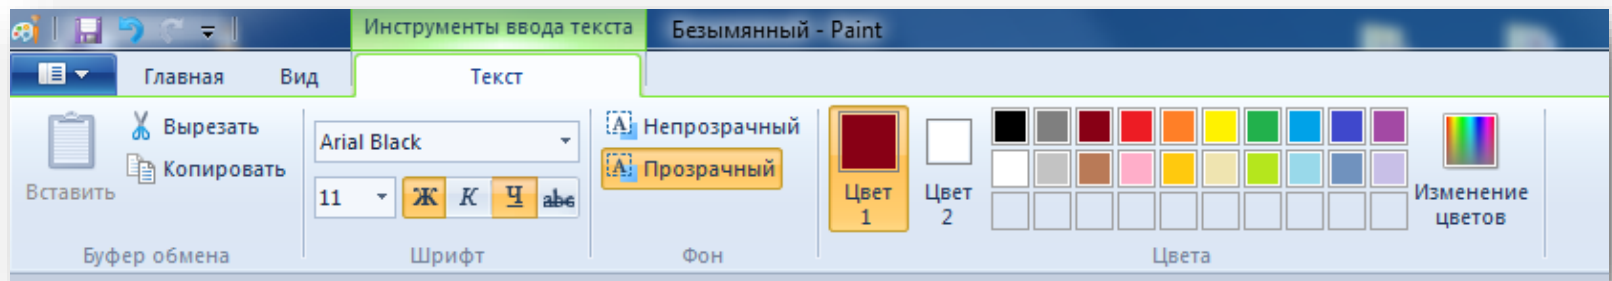 Инструменты ввода текста
Безымянный - Paint
Главная Вид Текст
Вставить
Вырезать
Копировать
Буфер обмена
Arial Black
11 Ж К Ч abc
Шрифт
A Непрозрачный
A Прозрачный
Фон
Цвет
1
Цвет
2
Изменение
цветов
Цвета